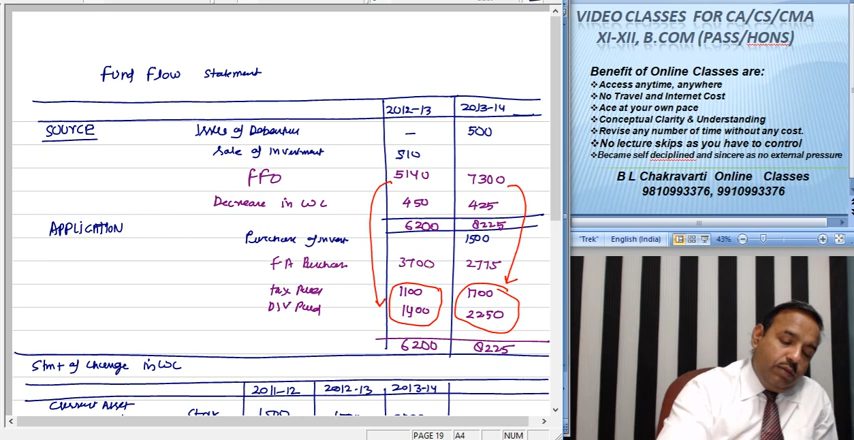 Fund Flow Statement
2012-13 2013-14
SOURCE Issue of Debenture — 500
Sale of Investment 510
FFO 5140 7300
Decrease in WC 450 425
6200 8225
APPLICATION
Purchase of Invest 1500
FA Purchase 3700 2775
tax Paid 1100 1700
DIV Paid 1400 2250
6200 8225
Stmt of Change in WC
2011-12 2012-13 2013-14
Current Asset
Stock
PAGE 19 A4 NUM
VIDEO CLASSES FOR CA/CS/CMA
XI-XII, B.COM (PASS/HONS)
Benefit of Online Classes are:
❖Access anytime, anywhere
❖No Travel and Internet Cost
❖Ace at your own pace
❖Conceptual Clarity & Understanding
❖Revise any number of time without any cost.
❖No lecture skips as you have to control
❖Became self deciplined and sincere as no external pressure
B L Chakravarti Online Classes
9810993376, 9910993376
"Trek" English (India) 43%